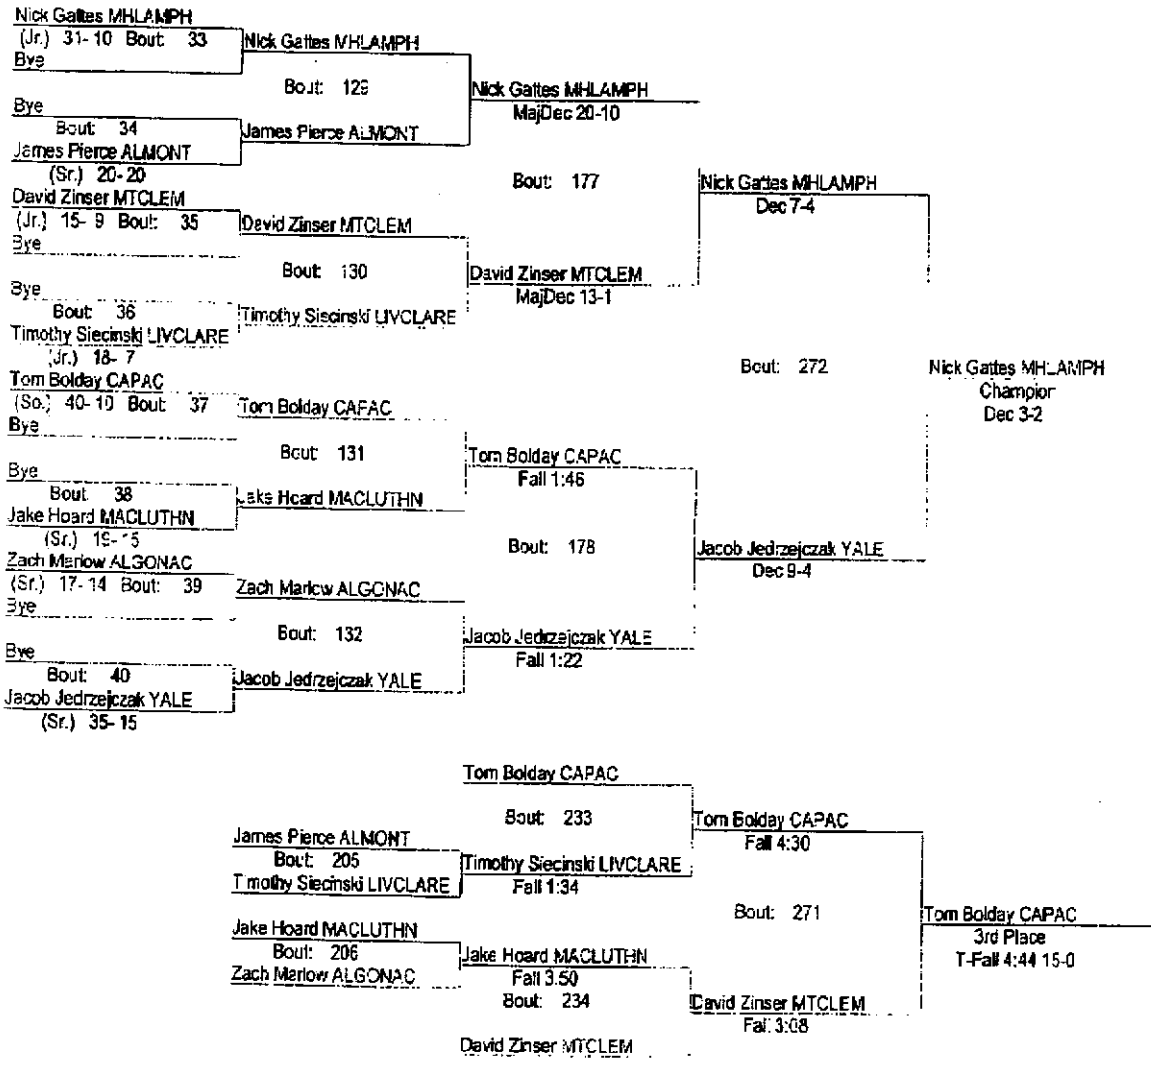 Nick Gattes MHLAMPH
(Jr.) 31-10 Bout: 33
Bye
Nick Gattes MHLAMPH
Bout: 129
Nick Gattes MHLAMPH
MajDec 20-10
Bye
Bout: 34
James Pierce ALMONT
James Pierce ALMONT
(Sr.) 20-20
Bout: 177
Nick Gattes MHLAMPH
Dec 7-4
David Zinser MTCLEM
(Jr.) 15-9 Bout: 35
David Zinser MTCLEM
Bye
Bout: 130
David Zinser MTCLEM
MajDec 13-1
Bye
Bout: 36
Timothy Siecinski LIVCLARE
Timothy Siecinski LIVCLARE
(Jr.) 18-7
Bout: 272
Nick Gattes MHLAMPH
Champion
Dec 3-2
Tom Bolday CAPAC
(So.) 40-10 Bout: 37
Tom Bolday CAPAC
Bye
Bout: 131
Tom Bolday CAPAC
Fall 1:46
Bye
Bout: 38
Jake Hoard MACLUTHN
Jake Hoard MACLUTHN
(Sr.) 19-15
Bout: 178
Jacob Jedrzejczak YALE
Dec 9-4
Zach Marlow ALGONAC
(Sr.) 17-14 Bout: 39
Zach Marlow ALGONAC
Bye
Bout: 132
Jacob Jedrzejczak YALE
Fall 1:22
Bye
Bout: 40
Jacob Jedrzejczak YALE
Jacob Jedrzejczak YALE
(Sr.) 35-15
Tom Bolday CAPAC
Bout: 233
Tom Bolday CAPAC
Fall 4:30
James Pierce ALMONT
Bout: 205
Timothy Siecinski LIVCLARE
Timothy Siecinski LIVCLARE
Fall 1:34
Bout: 271
Tom Bolday CAPAC
3rd Place
T-Fall 4:44 15-0
Jake Hoard MACLUTHN
Bout: 206
Zach Marlow ALGONAC
Jake Hoard MACLUTHN
Fall 3:50
Bout: 234
David Zinser MTCLEM
Fall 3:08
David Zinser MTCLEM